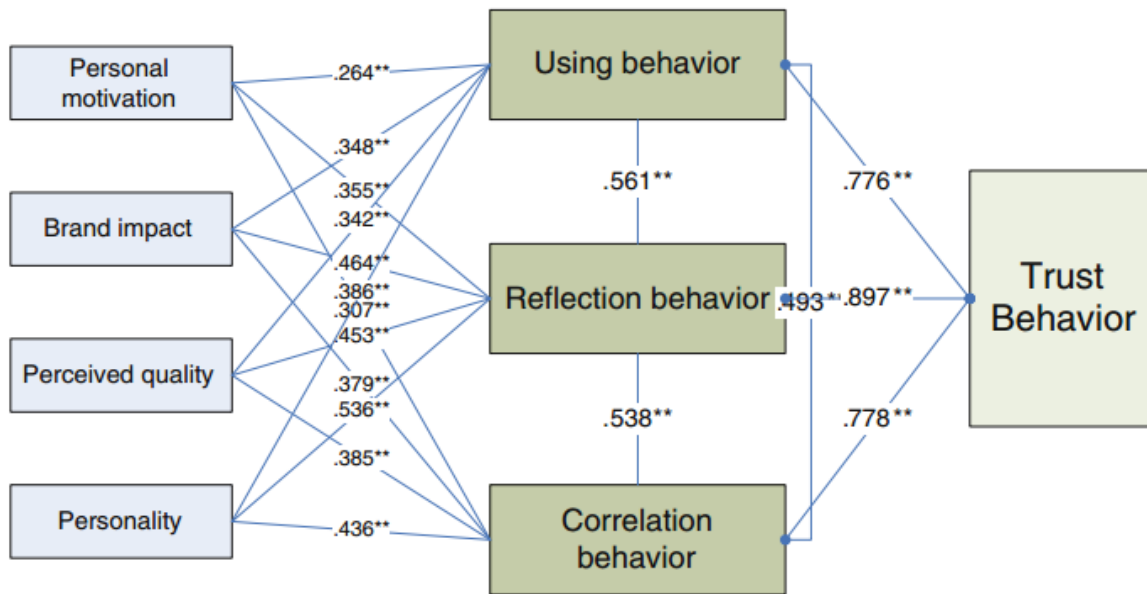 Personal
motivation
Brand impact
Perceived quality
Personality
.264**
.348**
.355**
.342**
.464**
.386**
.307**
.453**
.379**
.536**
.385**
.436**
Using behavior
.561**
Reflection behavior
.538**
Correlation
behavior
.776**
.493*
.897**
.778**
Trust
Behavior